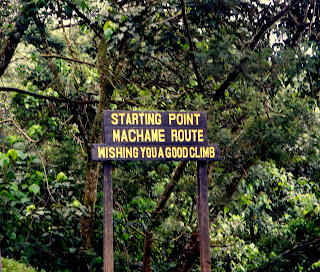 STARTING POINT
MACHAME ROUTE
WISHING YOU A GOOD CLIMB